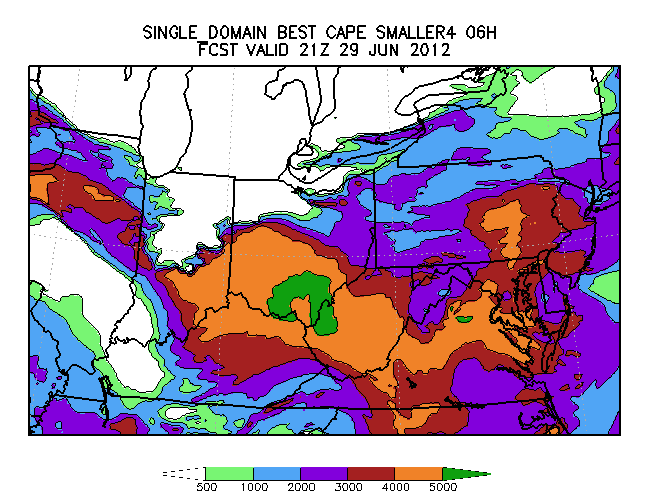 SINGLE_DOMAIN BEST CAPE SMALLER4 06H
FCST VALID 21Z 29 JUN 2012
500 1000 2000 3000 4000 5000